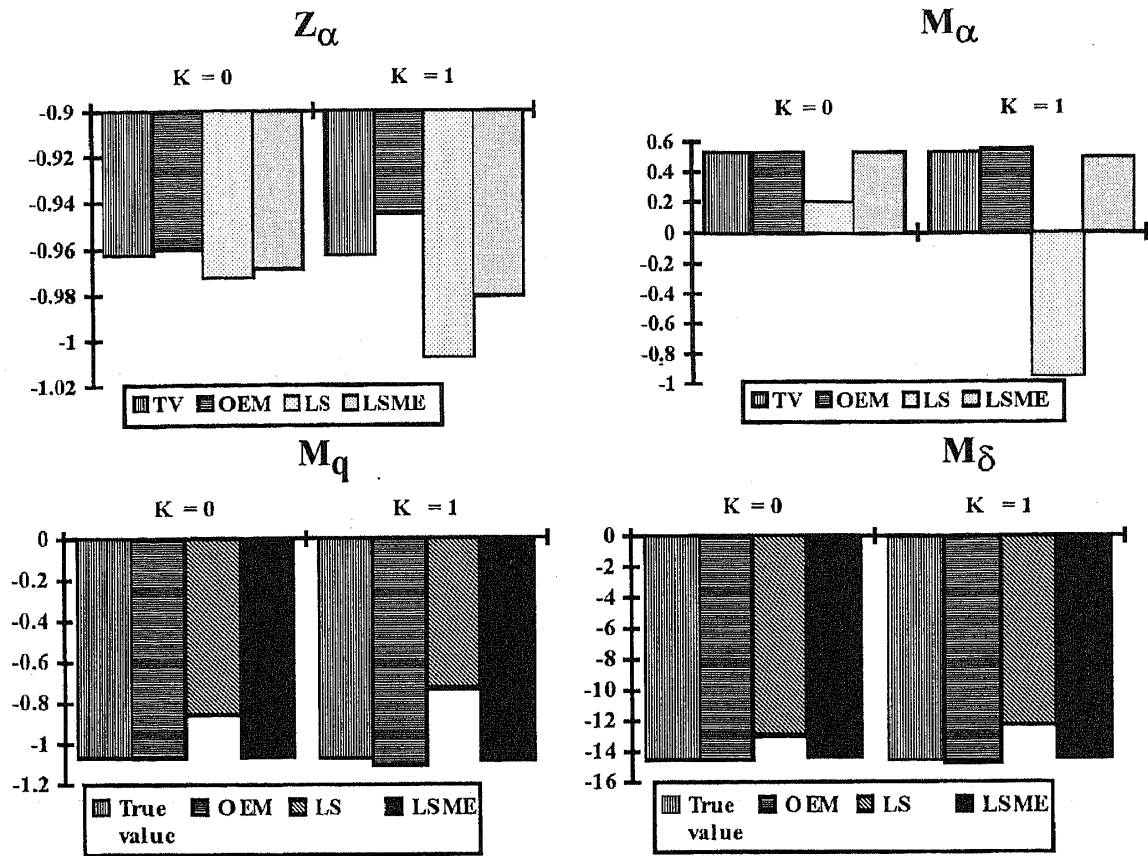 Zα
K = 0 K = 1
-0.9
-0.92
-0.94
-0.96
-0.98
-1
-1.02
TV OEM LS LSME
Mα
K = 0 K = 1
0.6
0.4
0.2
0
-0.2
-0.4
-0.6
-0.8
-1
TV OEM LS LSME
Mq
K = 0 K = 1
0
-0.2
-0.4
-0.6
-0.8
-1
-1.2
True value OEM LS LSME
Mδ
K = 0 K = 1
0
-2
-4
-6
-8
-10
-12
-14
-16
True value OEM LS LSME